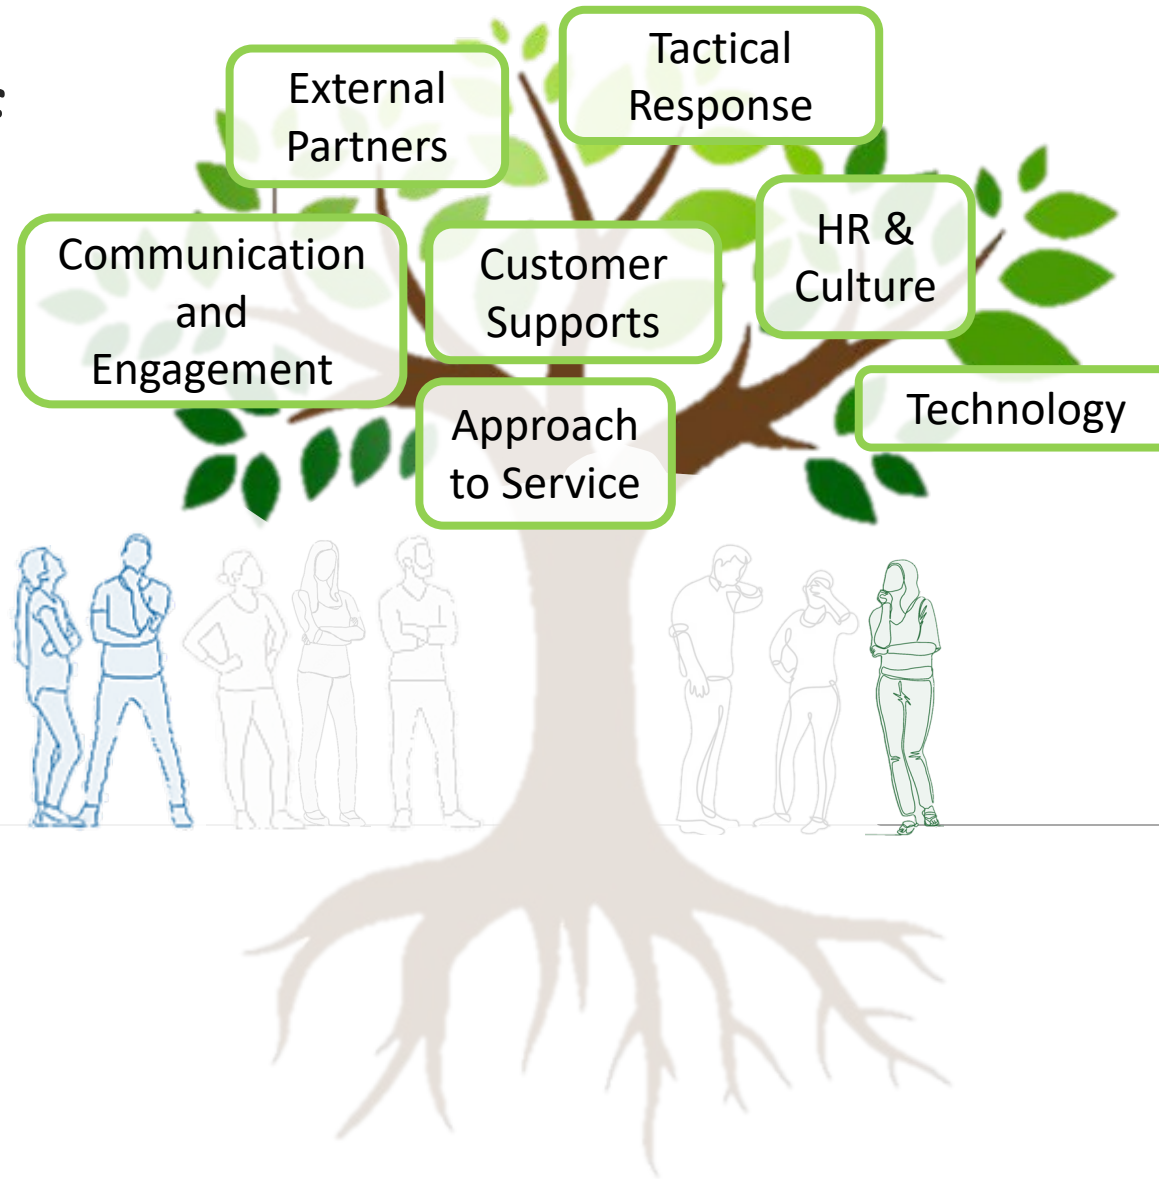 External
Partners
Tactical
Response
Communication
and
Engagement
Customer
Supports
HR &
Culture
Approach
to Service
Technology